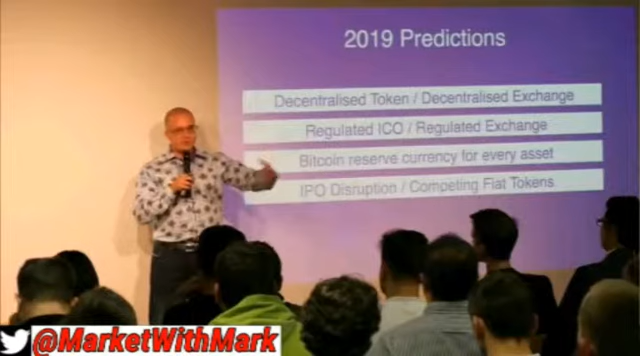 2019 Predictions
Decentralised Token / Decentralised Exchange
Regulated ICO / Regulated Exchange
Bitcoin reserve currency for every asset
IPO Disruption / Competing Fiat Tokens
@MarketWithMark